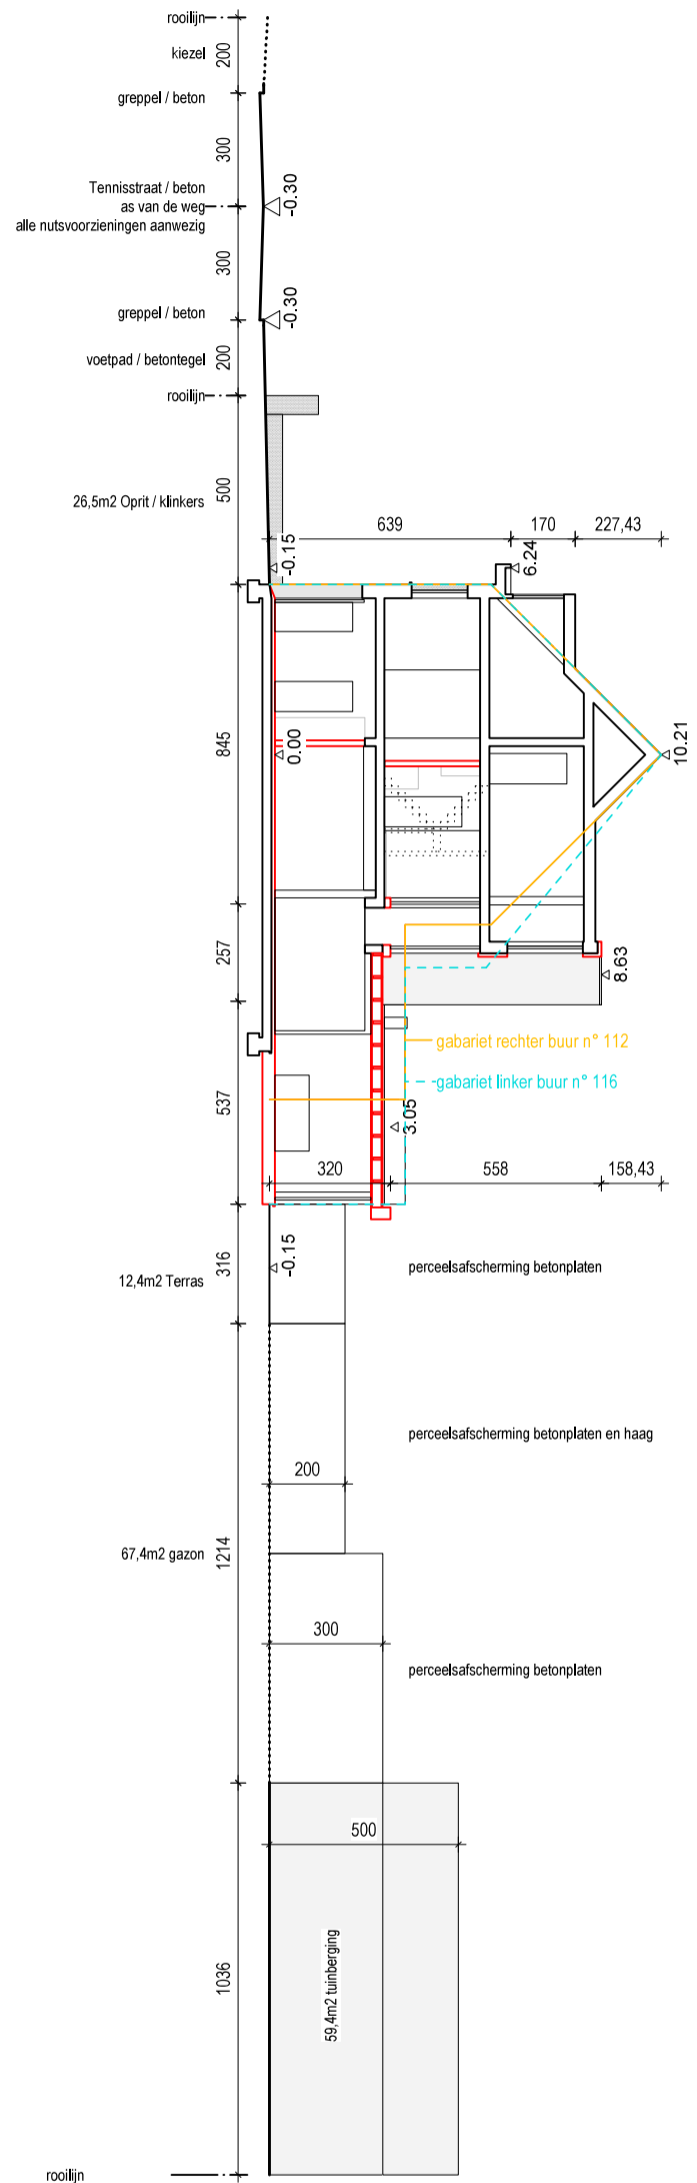 rooilijn
200
kiezel
greppel / beton
300
Tennisstraat / beton
as van de weg
alle nutsvoorzieningen aanwezig
-0.30
300
greppel / beton
-0.30
200
voetpad / betontegel
rooilijn
500
26,5m2 Oprit / klinkers
639
170
227,43
-0.15
6.24
845
0.00
10.21
257
8.63
gabariet rechter buur n° 112
gabariet linker buur n° 116
537
3.05
320
558
158,43
316
-0.15
12,4m2 Terras
perceelsafscherming betonplaten
perceelsafscherming betonplaten en haag
200
67,4m2 gazon
1214
300
perceelsafscherming betonplaten
500
1036
59.4m2 tuinberging
rooilijn